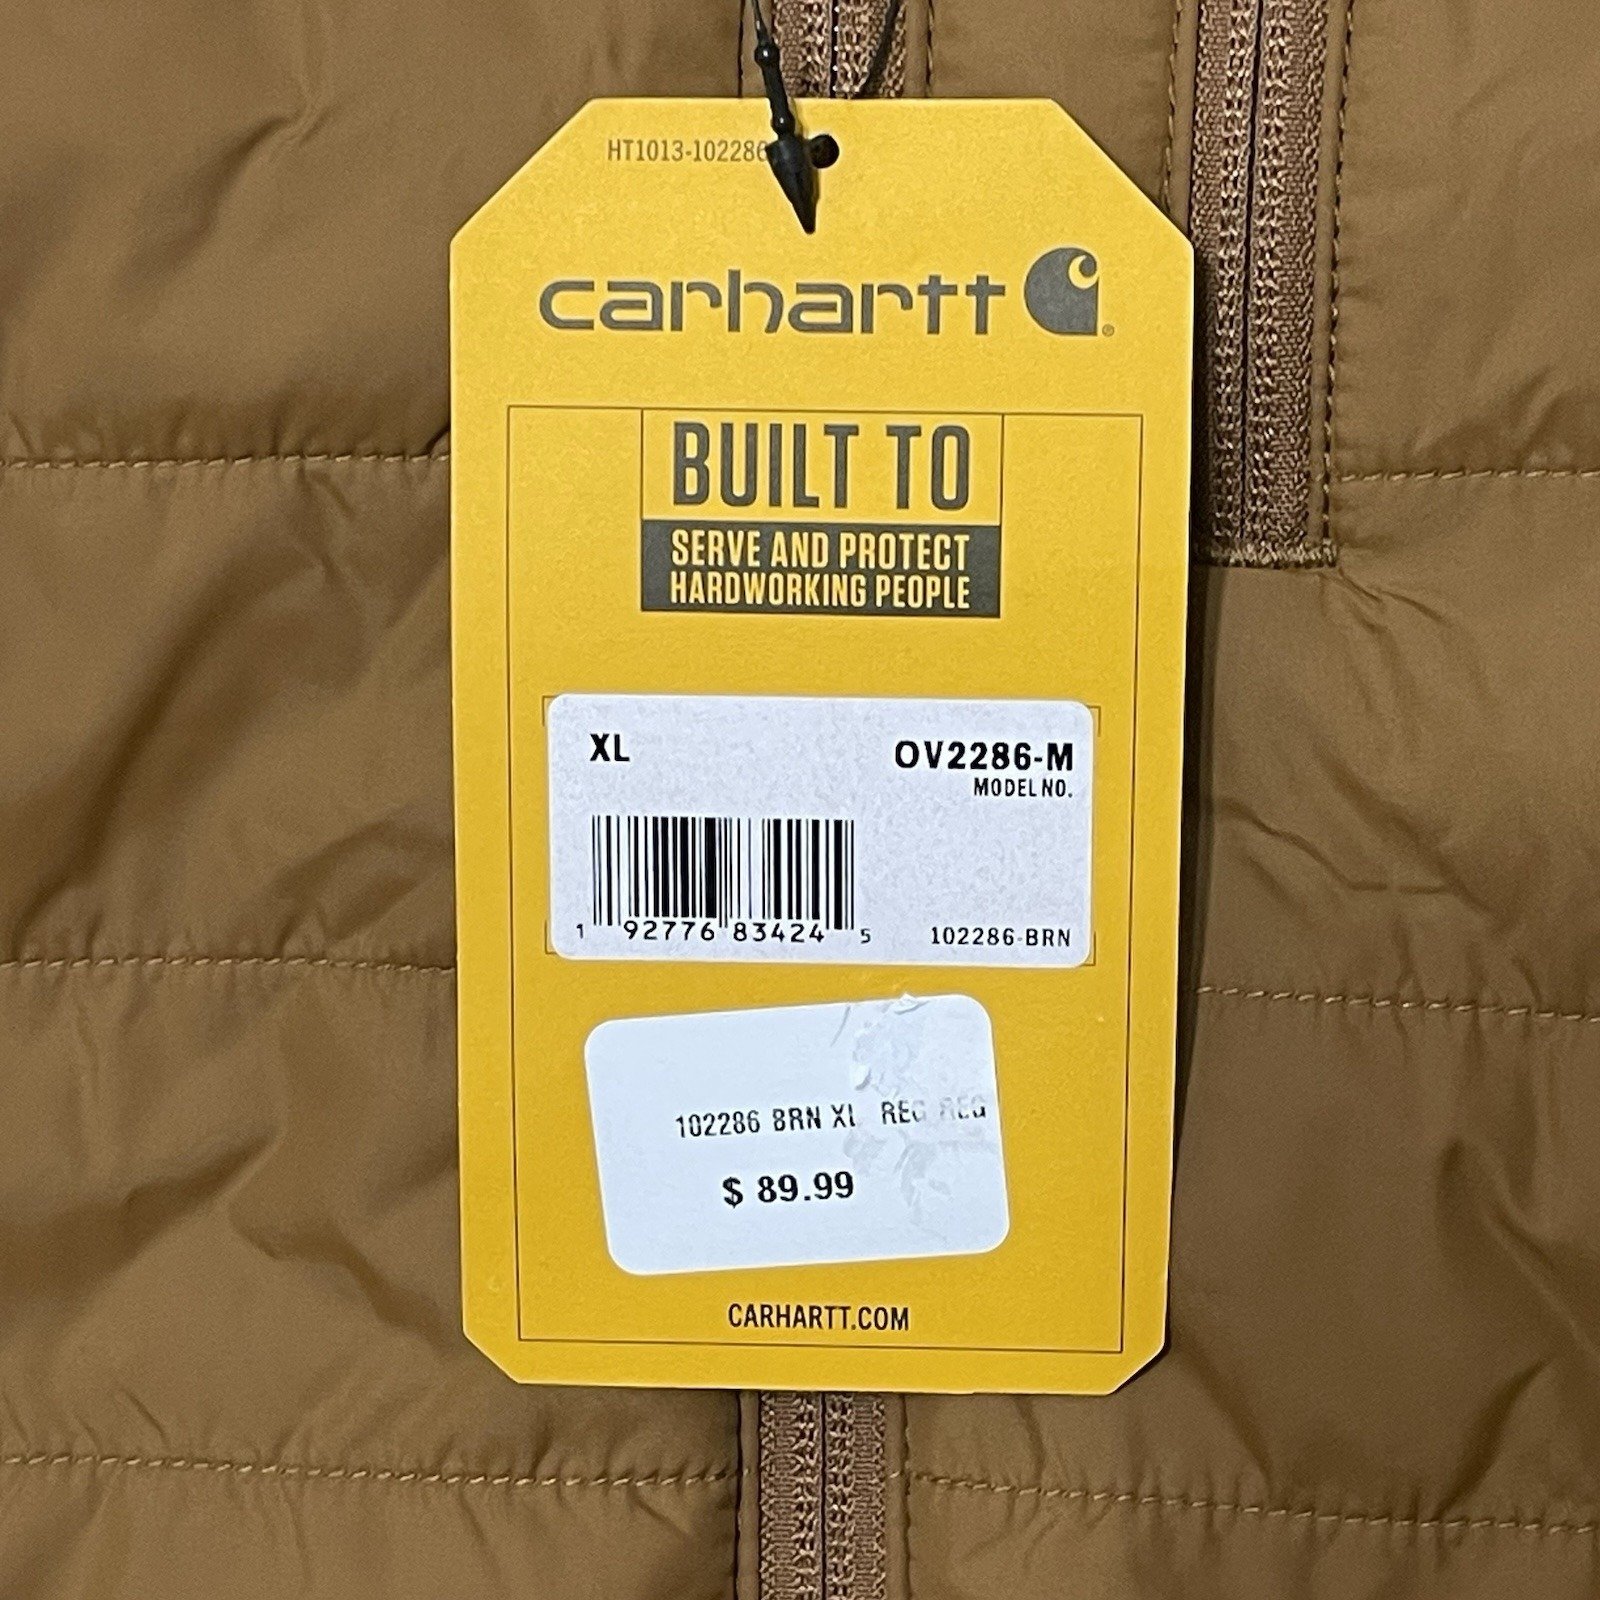 HT1013-102286
carhartt
BUILT TO
SERVE AND PROTECT
HARDWORKING PEOPLE
XL OV2286-M
MODEL NO.
1 92776 83424 5 102286-BRN
102286 BRN XL REG REG
$ 89.99
CARHARTT.COM